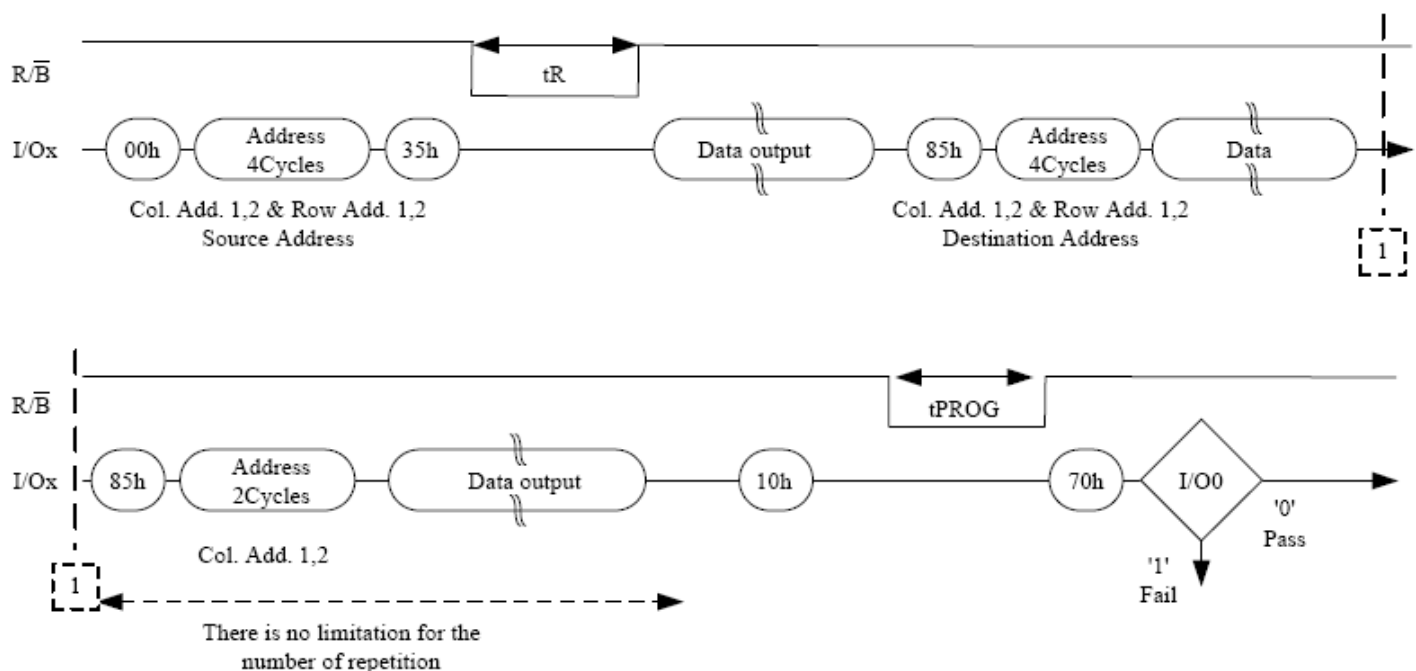 R/B̅
tR
I/Ox
00h
Address
4Cycles
35h
Data output
85h
Address
4Cycles
Data
Col. Add. 1,2 & Row Add. 1,2
Source Address
Col. Add. 1,2 & Row Add. 1,2
Destination Address
1
R/B̅
tPROG
I/Ox
85h
Address
2Cycles
Data output
10h
70h
I/O0
'0'
Pass
Col. Add. 1,2
'1'
Fail
1
There is no limitation for the
number of repetition